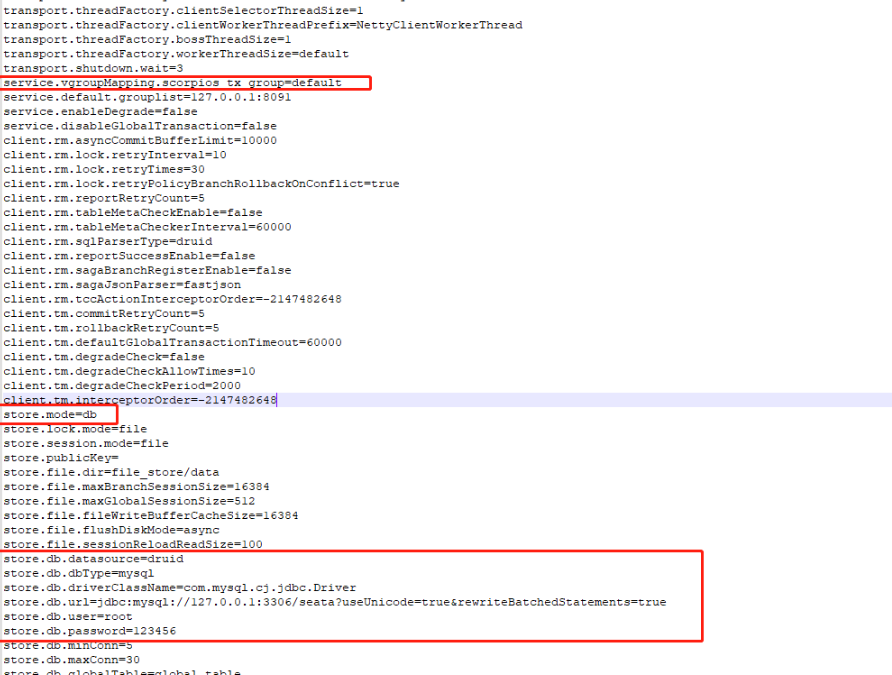 transport.threadFactory.clientSelectorThreadSize=1
transport.threadFactory.clientWorkerThreadPrefix=NettyClientWorkerThread
transport.threadFactory.bossThreadSize=1
transport.threadFactory.workerThreadSize=default
transport.shutdown.wait=3
service.vgroupMapping.scorpios_tx_group=default
service.default.grouplist=127.0.0.1:8091
service.enableDegrade=false
service.disableGlobalTransaction=false
client.rm.asyncCommitBufferLimit=10000
client.rm.lock.retryInterval=10
client.rm.lock.retryTimes=30
client.rm.lock.retryPolicyBranchRollbackOnConflict=true
client.rm.reportRetryCount=5
client.rm.tableMetaCheckEnable=false
client.rm.tableMetaCheckerInterval=60000
client.rm.sqlParserType=druid
client.rm.reportSuccessEnable=false
client.rm.sagaBranchRegisterEnable=false
client.rm.sagaJsonParser=fastjson
client.rm.tccActionInterceptorOrder=-2147482648
client.tm.commitRetryCount=5
client.tm.rollbackRetryCount=5
client.tm.defaultGlobalTransactionTimeout=60000
client.tm.degradeCheck=false
client.tm.degradeCheckAllowTimes=10
client.tm.degradeCheckPeriod=2000
client.tm.interceptorOrder=-2147482648
store.mode=db
store.lock.mode=file
store.session.mode=file
store.publicKey=
store.file.dir=file_store/data
store.file.maxBranchSessionSize=16384
store.file.maxGlobalSessionSize=512
store.file.fileWriteBufferCacheSize=16384
store.file.flushDiskMode=async
store.file.sessionReloadReadSize=100
store.db.datasource=druid
store.db.dbType=mysql
store.db.driverClassName=com.mysql.cj.jdbc.Driver
store.db.url=jdbc:mysql://127.0.0.1:3306/seata?useUnicode=true&rewriteBatchedStatements=true
store.db.user=root
store.db.password=123456
store.db.minConn=5
store.db.maxConn=30
store.db.globalTable=global_table